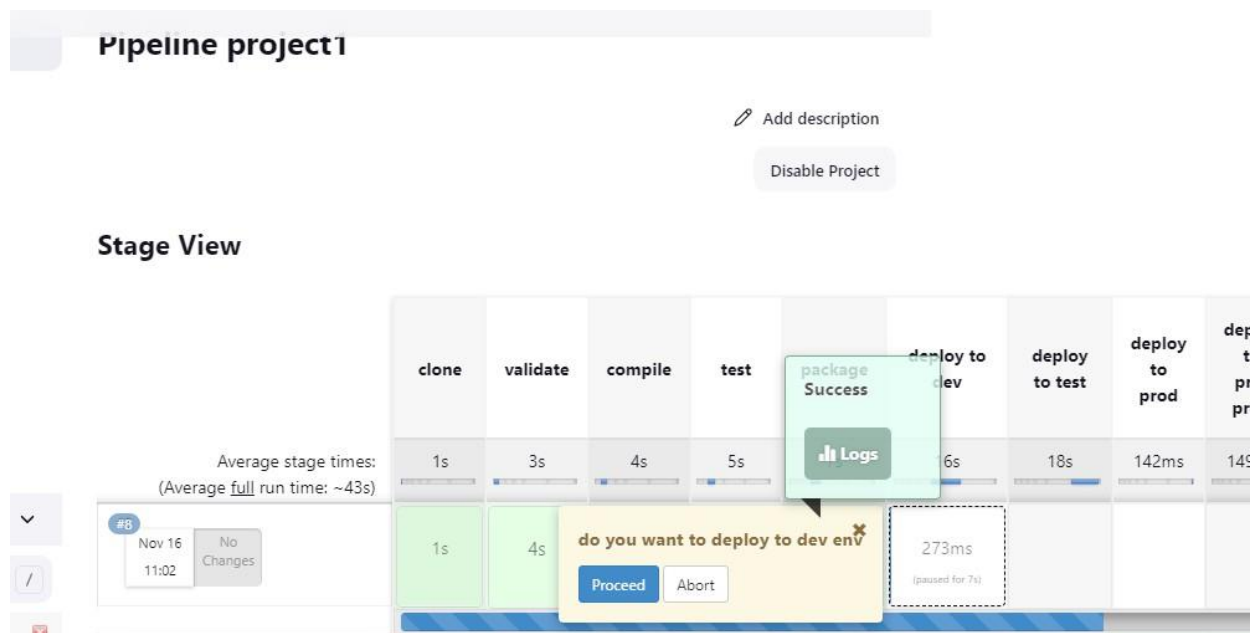 Pipeline project1
Add description
Disable Project
Stage View
clone
validate
compile
test
package
deploy to
dev
deploy
to test
deploy
to
prod
Success
Logs
Average stage times:
(Average full run time: ~43s)
1s
3s
4s
5s
18s
142ms
#8
Nov 16
11:02
No
Changes
1s
4s
do you want to deploy to dev env
Proceed
Abort
273ms
(paused for 7s)
/